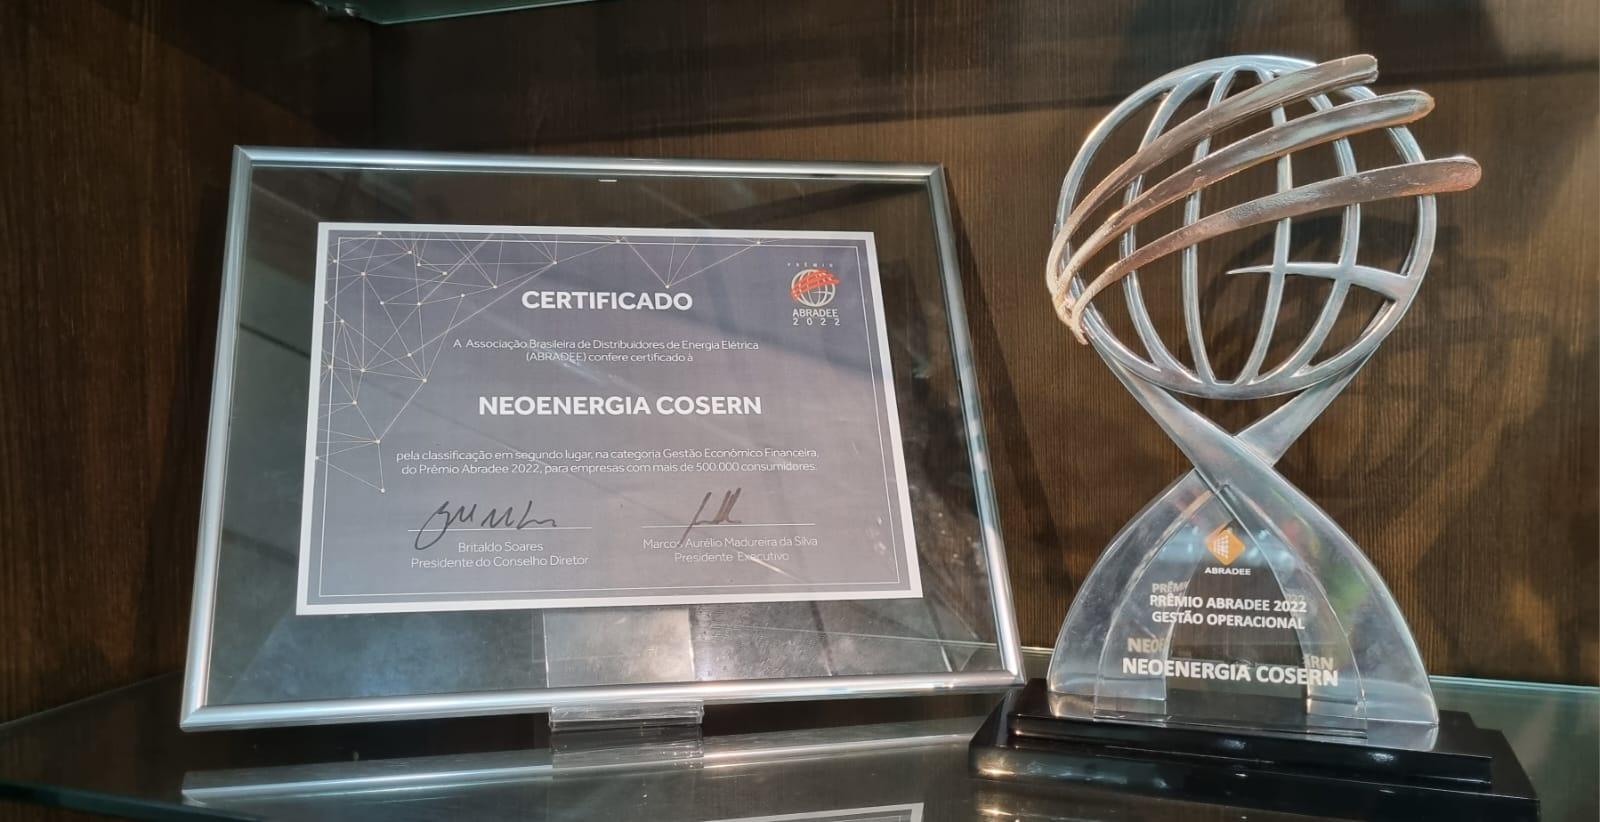 CERTIFICADO
PRÊMIO
ABRADEE
2022
A Associação Brasileira de Distribuidores de Energia Elétrica
(ABRADEE) confere certificado à
NEOENERGIA COSERN
pela classificação em segundo lugar, na categoria Gestão Econômico Financeira,
do Prêmio Abradee 2022, para empresas com mais de 500.000 consumidores.
Britaldo Soares
Presidente do Conselho Diretor
Marcos Aurélio Madureira da Silva
Presidente Executivo
ABRADEE
PRÊMIO ABRADEE 2022
GESTÃO OPERACIONAL
NEOENERGIA COSERN